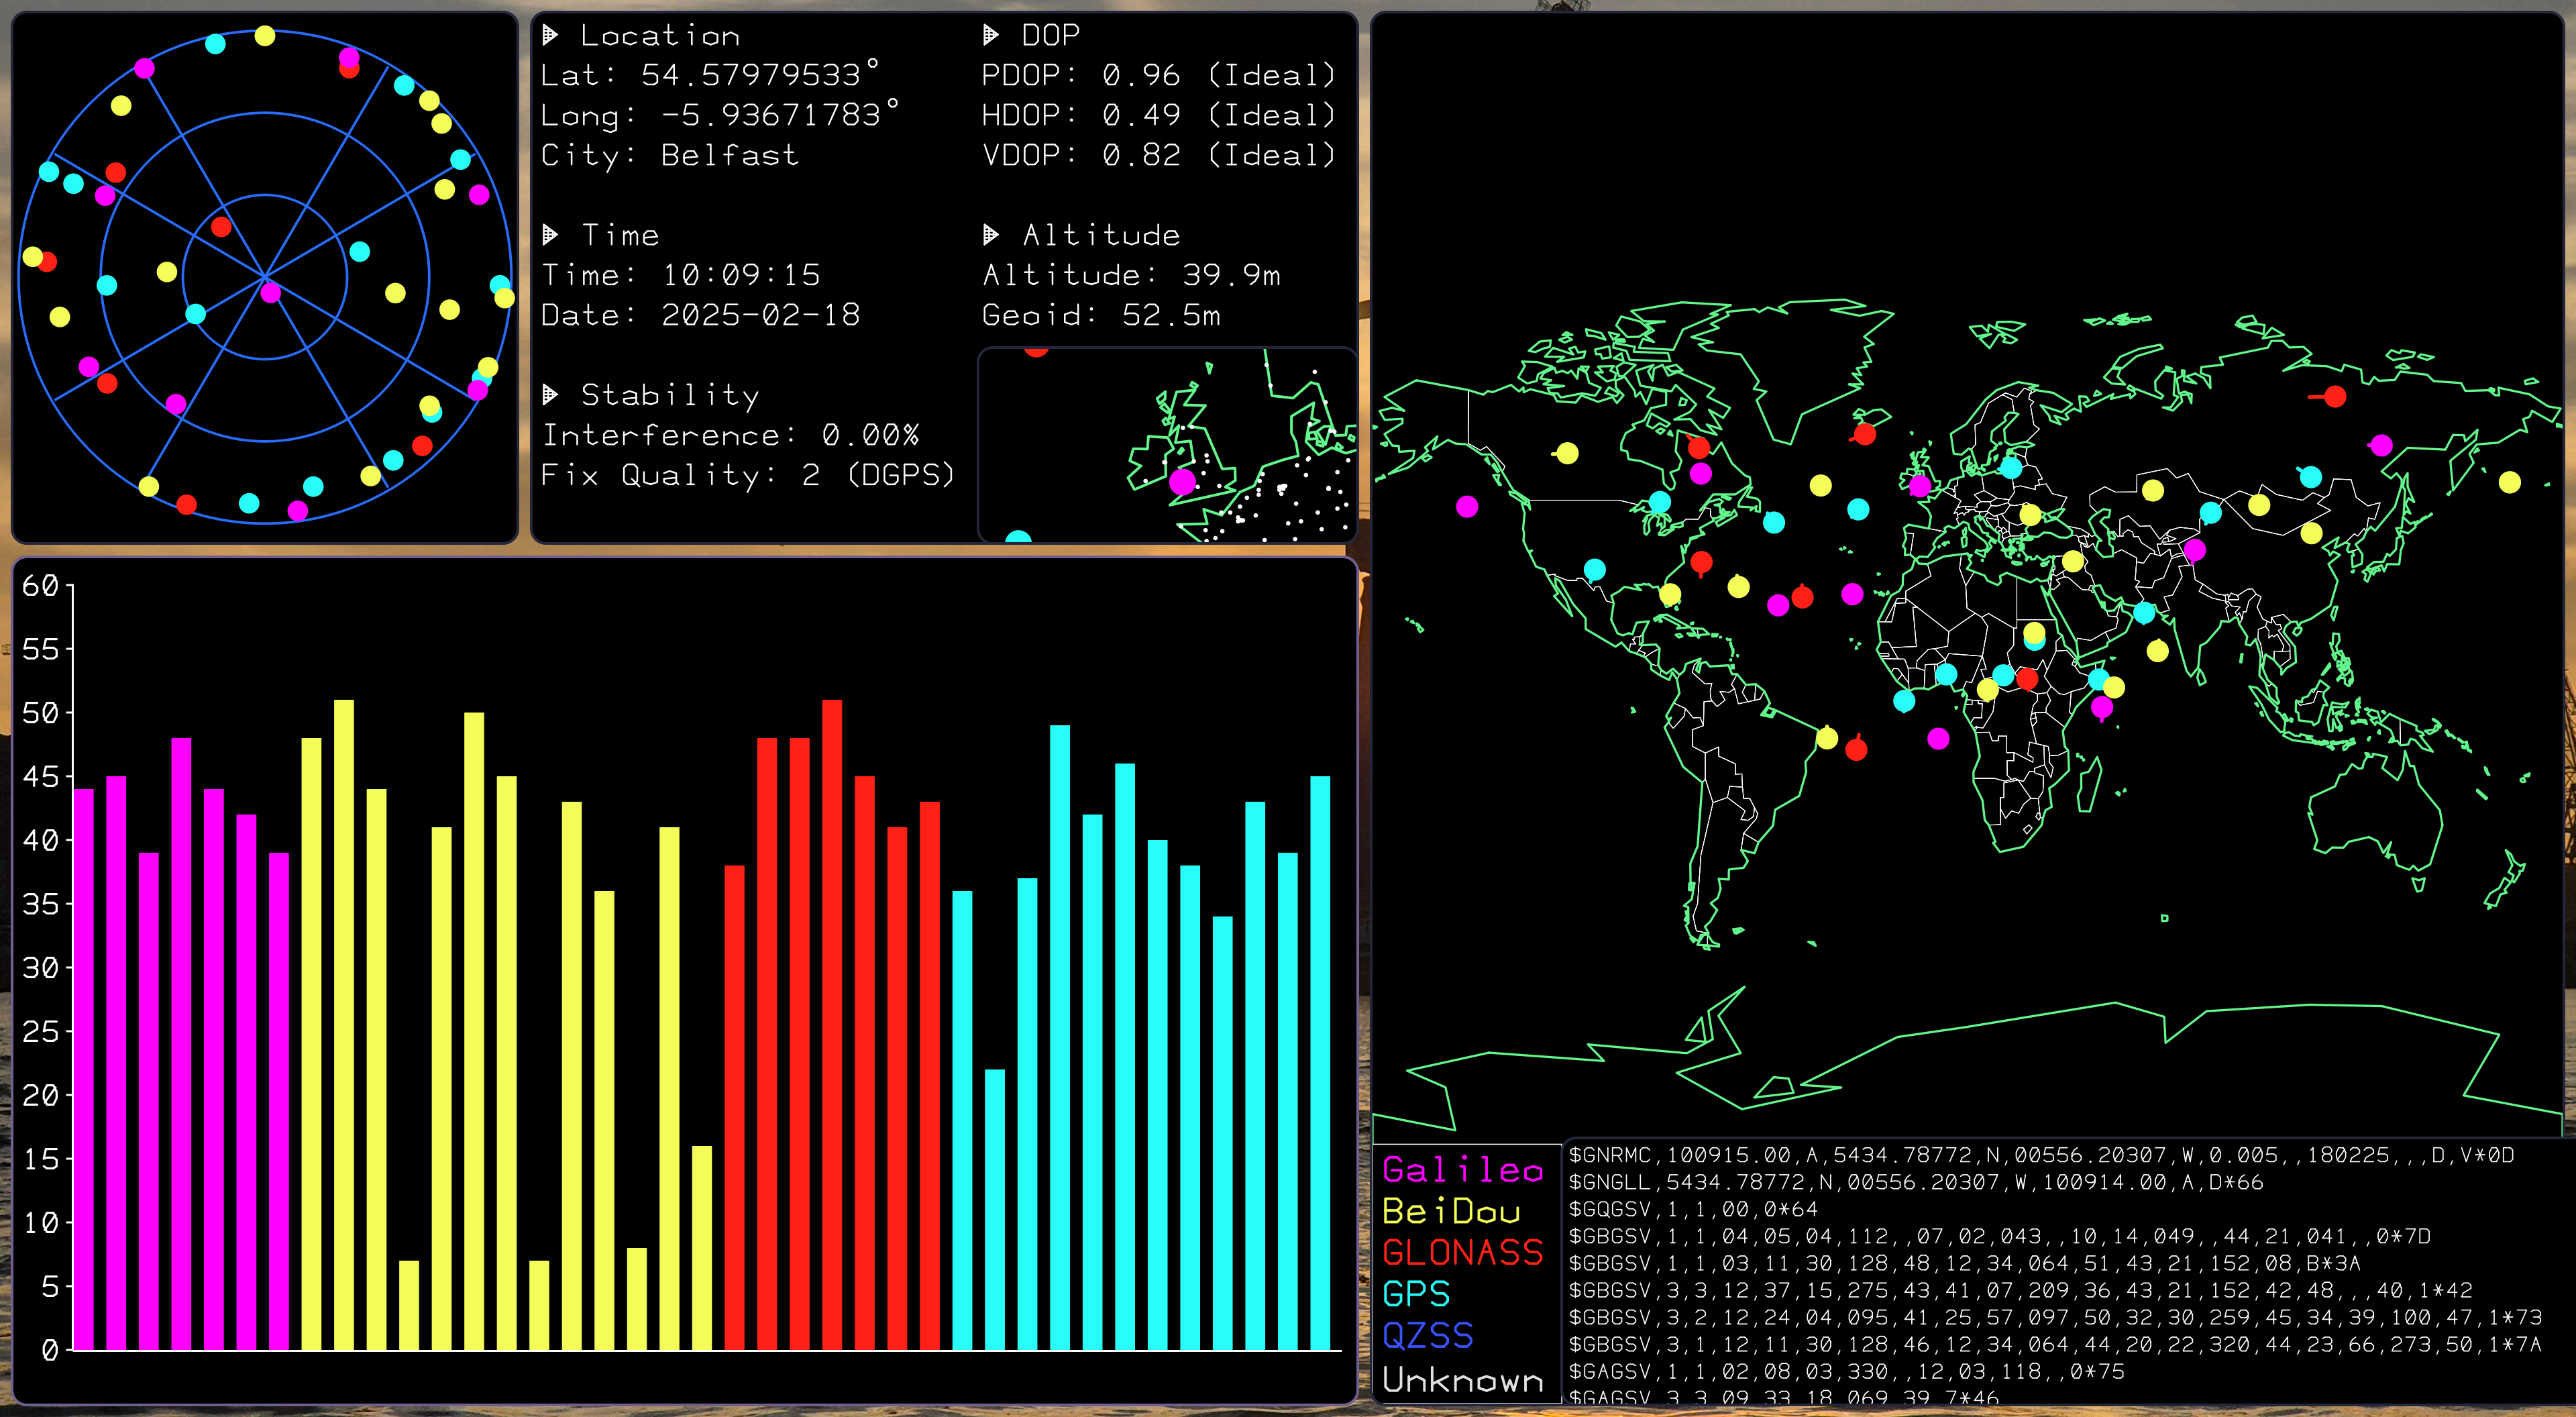 ▶ Location
Lat: 54.57979533°
Long: -5.93671783°
City: Belfast
▶ Time
Time: 10:09:15
Date: 2025-02-18
▶ Stability
Interference: 0.00%
Fix Quality: 2 (DGPS)
▶ DOP
PDOP: 0.96 (Ideal)
HDOP: 0.49 (Ideal)
VDOP: 0.82 (Ideal)
▶ Altitude
Altitude: 39.9m
Geoid: 52.5m
60
55
50
45
40
35
30
25
20
15
10
5
0
Galileo
BeiDou
GLONASS
GPS
QZSS
Unknown
$GNRMC,100915.00,A,5434.78772,N,00556.20307,W,0.005,,180225,,,D,V*0D
$GNGLL,5434.78772,N,00556.20307,W,100914.00,A,D*66
$GQGSV,1,1,00,0*64
$GBGSV,1,1,04,05,04,112,,07,02,043,,10,14,049,,44,21,041,,0*7D
$GBGSV,1,1,03,11,30,128,48,12,34,064,51,43,21,152,08,B*3A
$GBGSV,3,3,12,37,15,275,43,41,07,209,36,43,21,152,42,48,,,40,1*42
$GBGSV,3,2,12,24,04,095,41,25,57,097,50,32,30,259,45,34,39,100,47,1*73
$GBGSV,3,1,12,11,30,128,46,12,34,064,44,20,22,320,44,23,66,273,50,1*7A
$GAGSV,1,1,02,08,03,330,,12,03,118,,0*75
$GAGSV,3,3,09,33,18,069,39,7*46